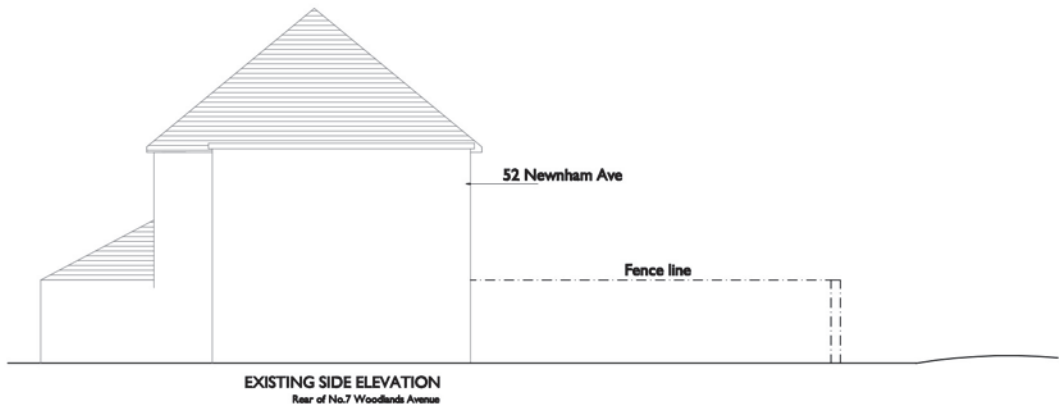 52 Newnham Ave
Fence line
EXISTING SIDE ELEVATION
Rear of No.7 Woodlands Avenue